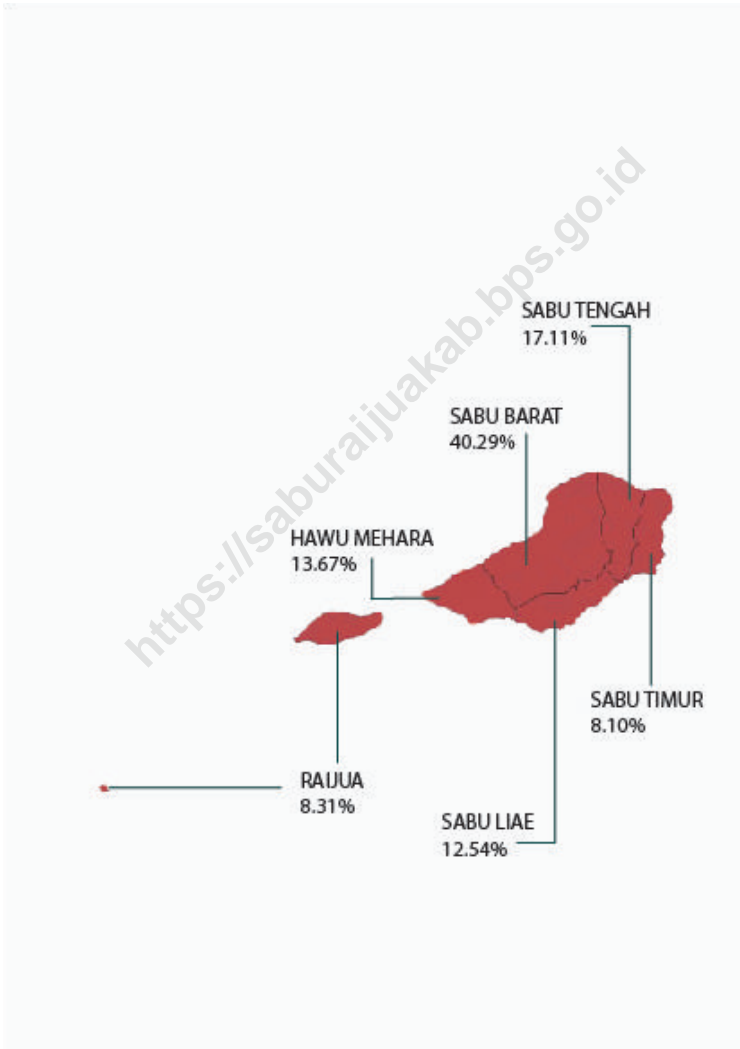 SABU TENGAH
17.11%
SABU BARAT
40.29%
HAWU MEHARA
13.67%
SABU TIMUR
8.10%
RAIJUA
8.31%
SABU LIAE
12.54%
https://saburaijuakab.bps.go.id